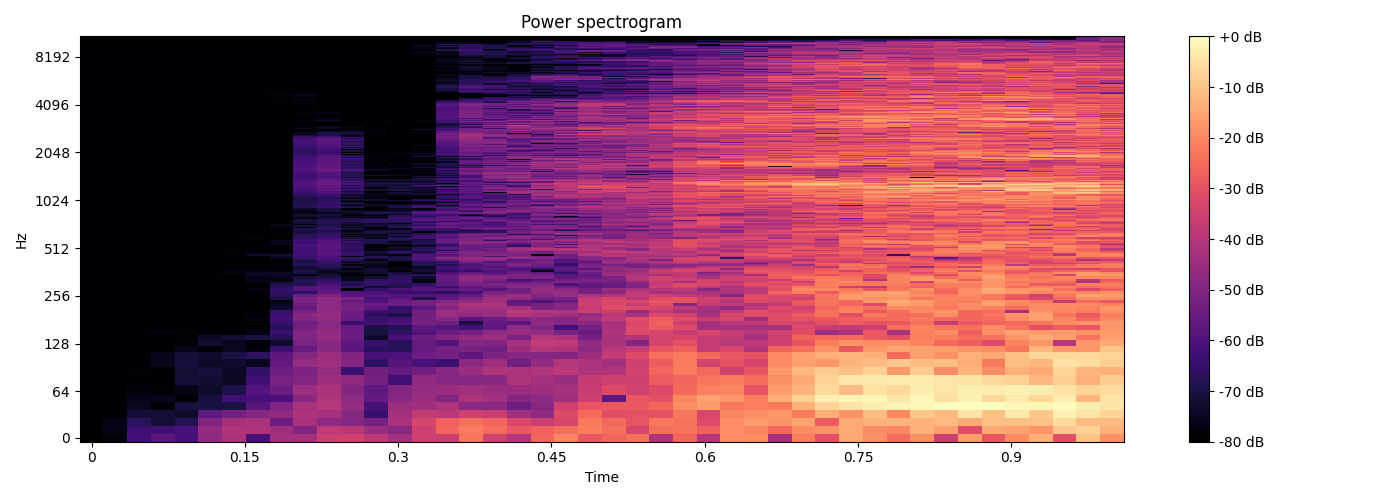 Power spectrogram
Hz
8192
4096
2048
1024
512
256
128
64
0
0 0.15 0.3 0.45 0.6 0.75 0.9
Time
+0 dB
-10 dB
-20 dB
-30 dB
-40 dB
-50 dB
-60 dB
-70 dB
-80 dB